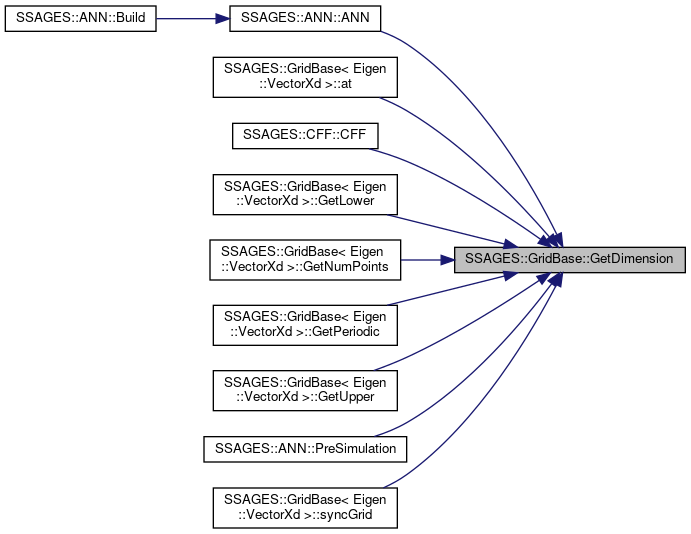 SSAGES::ANN::Build
SSAGES::ANN::ANN
SSAGES::GridBase< Eigen
::VectorXd >::at
SSAGES::CFF::CFF
SSAGES::GridBase< Eigen
::VectorXd >::GetLower
SSAGES::GridBase< Eigen
::VectorXd >::GetNumPoints
SSAGES::GridBase::GetDimension
SSAGES::GridBase< Eigen
::VectorXd >::GetPeriodic
SSAGES::GridBase< Eigen
::VectorXd >::GetUpper
SSAGES::ANN::PreSimulation
SSAGES::GridBase< Eigen
::VectorXd >::syncGrid